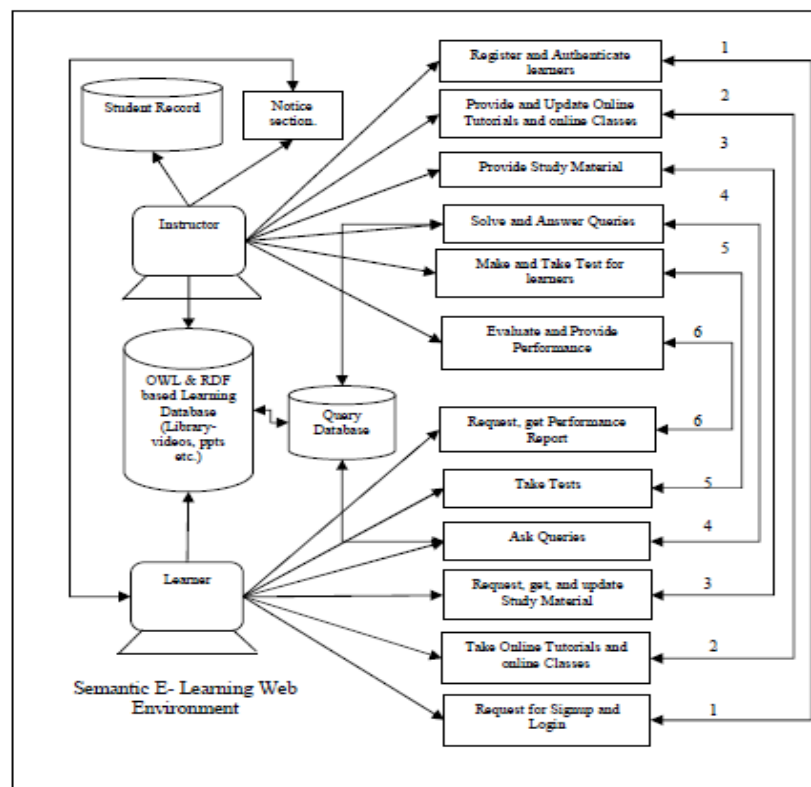 Register and Authenticate
learners
1
Student Record
Notice
section.
Provide and Update Online
Tutorials and online Classes
2
Provide Study Material
3
Instructor
Solve and Answer Queries
4
Make and Take Test for
learners
5
Evaluate and Provide
Performance
6
OWL & RDF
based Learning
Database
(Library-
videos, ppts
etc.)
Query
Database
Request, get Performance
Report
6
Take Tests
5
Ask Queries
4
Learner
Request, get, and update
Study Material
3
Take Online Tutorials and
online Classes
2
Semantic E- Learning Web
Environment
Request for Signup and
Login
1